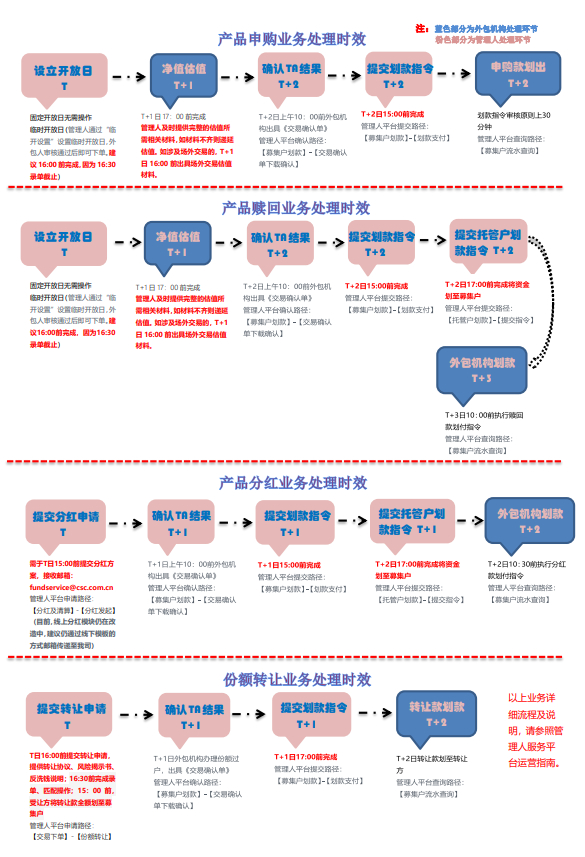 产品申购业务处理时效
注：蓝色部分为外包机构处理环节
粉色部分为管理人处理环节
设立开放日
T
净值估值
T+1
确认TA结果
T+2
提交划款指令
T+2
申购款划出
T+2
固定开放日无需操作
临时开放日(管理人通过“临
开设置”设置临时开放日，外
包人审核通过后即可下单。建
议16:00前完成，因为16:30
录单截止)
T+1日17：00前完成
管理人及时提供完整的估值所
需相关材料，如材料不齐则递延
估值。如涉及场外交易的，T+1
日16:00前出具场外交易估值
材料。
T+2日上午10：00前外包机
构出具《交易确认单》
管理人平台确认路径：
【募集户划款】-【交易确认
单下载确认】
T+2日15:00前完成
管理人平台提交路径：
【募集户划款】-【划款支付】
划款指令审核原则上30
分钟
管理人平台查询路径：
【募集户流水查询】
产品赎回业务处理时效
设立开放日
T
净值估值
T+1
确认TA结果
T+2
提交划款指令
T+2
提交托管户划
款指令 T+2
固定开放日无需操作
临时开放日(管理人通过“临
开设置”设置临时开放日，外
包人审核通过后即可下单。建
议16:00前完成，因为16:30
录单截止)
T+1日17：00前完成
管理人及时提供完整的估值所
需相关材料，如材料不齐则递延
估值。如涉及场外交易的，T+1
日16:00前出具场外交易估值
材料。
T+2日上午10：00前外包机
构出具《交易确认单》
管理人平台确认路径：
【募集户划款】-【交易确认
单下载确认】
T+2日15:00前完成
管理人平台提交路径：
【募集户划款】-【划款支付】
T+2日17:00前完成将资金
划至募集户
管理人平台提交路径：
【托管户划款】-【提交指令】
外包机构划款
T+3
T+3日10：00前执行赎回
款划付指令
管理人平台查询路径：
【募集户流水查询】
产品分红业务处理时效
提交分红申请
T
确认TA结果
T+1
提交划款指令
T+1
提交托管户划
款指令 T+1
外包机构划款
T+2
需于T日15:00前提交分红方
案，接收邮箱：
fundservice@csc.com.cn
管理人平台申请路径：
【分红及清算】-【分红发起】
(目前，线上分红模块仍在改
造中，建议仍通过线下模板的
方式邮箱传送至我司)
T+1日上午10：00前外包机
构出具《交易确认单》
管理人平台确认路径：
【募集户划款】-【交易确认
单下载确认】
T+1日15:00前完成
管理人平台提交路径：
【募集户划款】-【划款支付】
T+2日17:00前完成将资金
划至募集户
管理人平台提交路径：
【托管户划款】-【提交指令】
T+2日10:30前执行分红
款划付指令
管理人平台查询路径：
【募集户流水查询】
份额转让业务处理时效
提交转让申请
T
确认TA结果
T+1
提交划款指令
T+1
转让款划款
T+2
以上业务详
细流程及说
明，请参照管
理人服务平
台运营指南。
T日16:00前提交转让申请，
提供转让协议、风险揭示书、
反洗钱说明；16:30前完成录
单、匹配操作；15：00 前，
受让方将转让款全额划至募
集户
管理人平台申请路径：
【交易下单】-【份额转让】
T+1日外包机构办理份额过
户，出具《交易确认单》
管理人平台确认路径：
【募集户划款】-【交易确认
单下载确认】
T+1日17:00前完成
管理人平台提交路径：
【募集户划款】-【划款支付】
T+2日转让款划至转让
方
管理人平台查询路径：
【募集户流水查询】